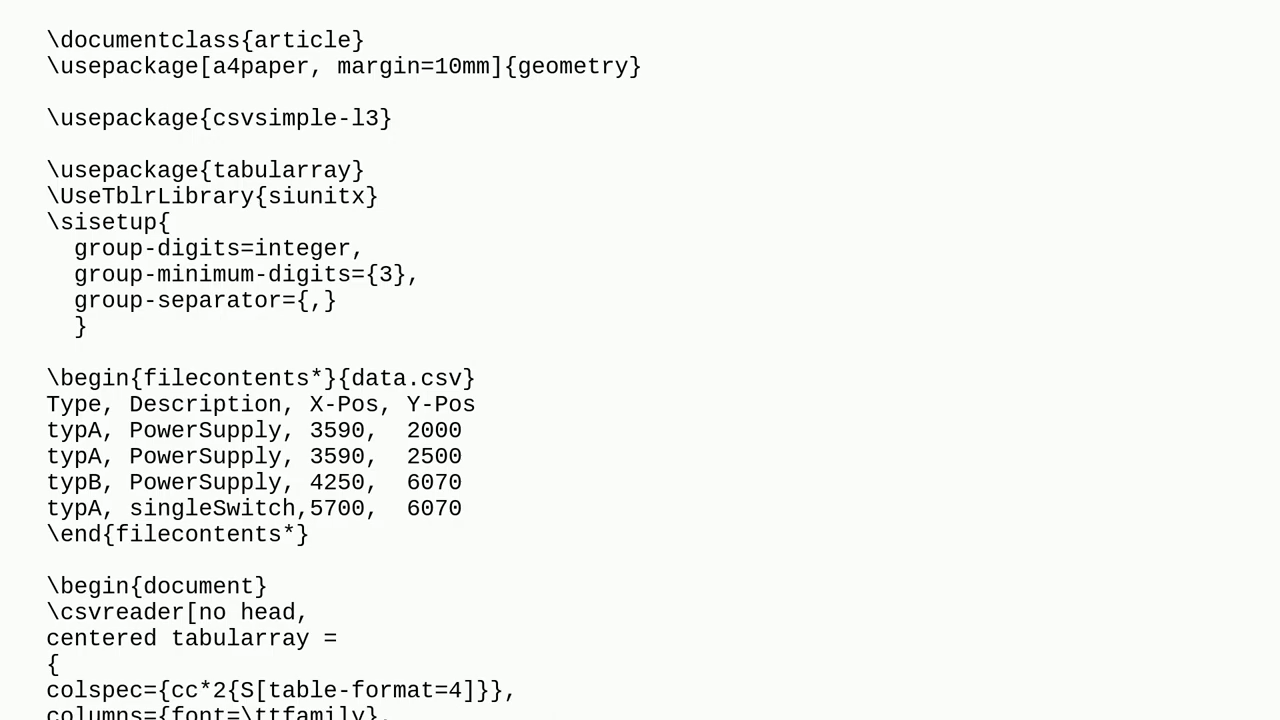 \documentclass{article}
\usepackage[a4paper, margin=10mm]{geometry}

\usepackage{csvsimple-l3}

\usepackage{tabularray}
\UseTblrLibrary{siunitx}
\sisetup{
  group-digits=integer,
  group-minimum-digits={3},
  group-separator={,}
  }

\begin{filecontents*}{data.csv}
Type, Description, X-Pos, Y-Pos
typA, PowerSupply, 3590,  2000
typA, PowerSupply, 3590,  2500
typB, PowerSupply, 4250,  6070
typA, singleSwitch,5700,  6070
\end{filecontents*}

\begin{document}
\csvreader[no head,
centered tabularray =
{
colspec={cc*2{S[table-format=4]}},
columns={font=\ttfamily},